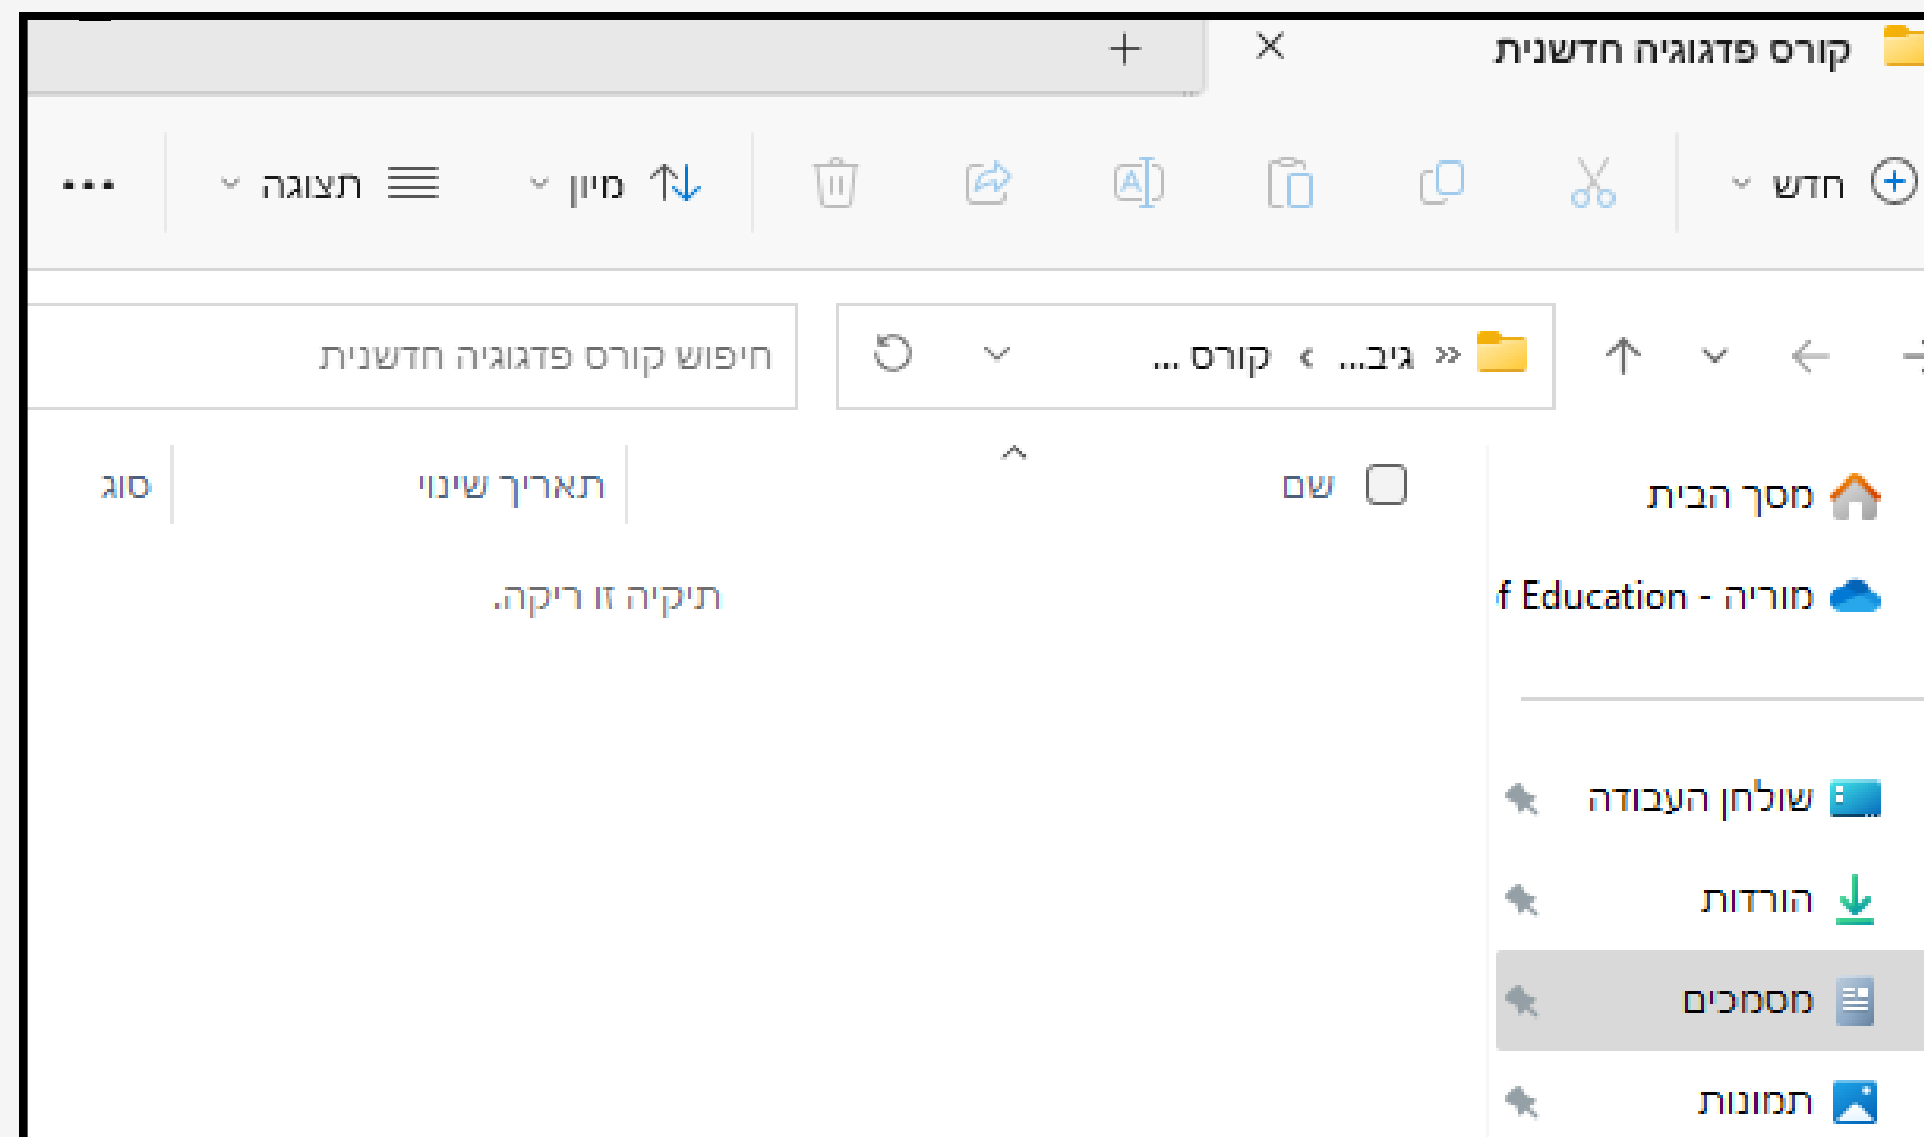 קורס פדגוגיה חדשנית
חדש מיון תצוגה
גיב... קורס ... חיפוש קורס פדגוגיה חדשנית
שם תאריך שינוי סוג
תיקיה זו ריקה.
מסך הבית
מוריה - f Education
שולחן העבודה
הורדות
מסמכים
תמונות